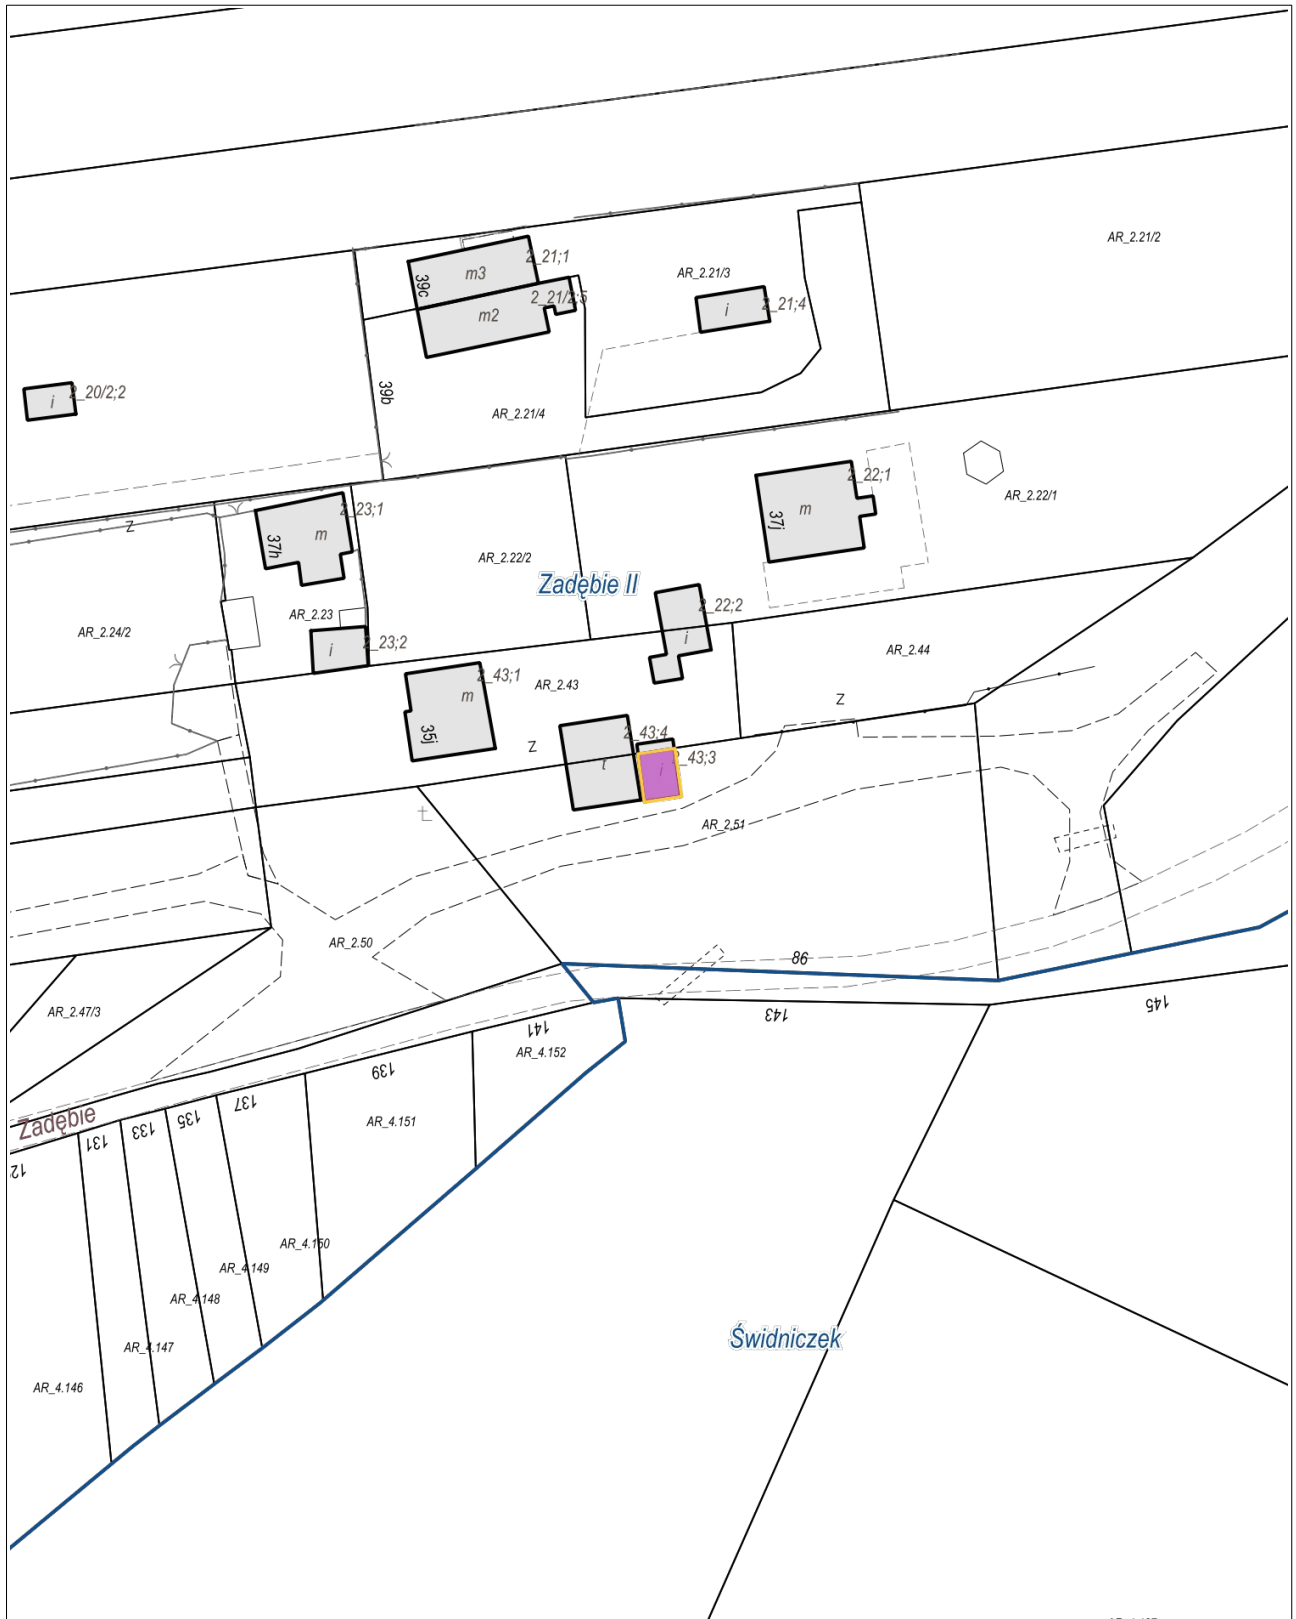 AR_2.21/2
2_21;1
m3
39c
AR_2.21/3
2_21/2;5
2_21;4
i
m2
2_20/2;2
i
39b
AR_2.21/4
2_22;1
AR_2.22/1
2_23;1
m
37j
Z
m
37h
AR_2.22/2
Zadębie II
2_22;2
AR_2.23
AR_2.24/2
2_23;2
i
i
AR_2.44
2_43;1
m
AR_2.43
Z
35j
Z
2_43;4
2_43;3
t
i
AR_2.51
AR_2.50
98
AR_2.47/3
143
145
141
AR_4.152
139
137
135
133
131
Zadębie
AR_4.151
AR_4.150
AR_4.149
AR_4.148
AR_4.147
AR_4.146
Świdniczek